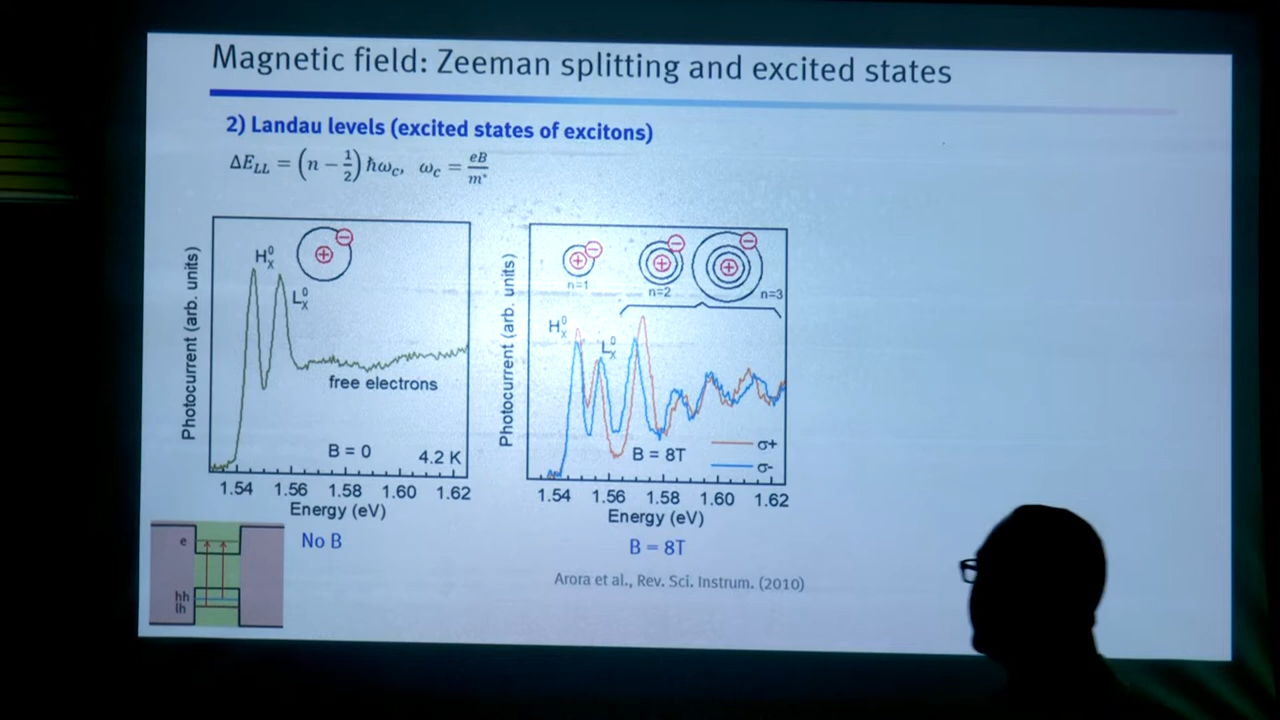 Magnetic field: Zeeman splitting and excited states
2) Landau levels (excited states of excitons)
ΔE_LL = (n − 1/2) ħω_c, ω_c = eB/m*
Photocurrent (arb. units)
H_X^0
L_X^0
free electrons
B = 0
4.2 K
1.54 1.56 1.58 1.60 1.62
Energy (eV)
No B
Photocurrent (arb. units)
n=1
n=2
n=3
H_X^0
L_X^0
B = 8T
σ+
σ-
1.54 1.56 1.58 1.60 1.62
Energy (eV)
B = 8T
Arora et al., Rev. Sci. Instrum. (2010)
e
hh
lh